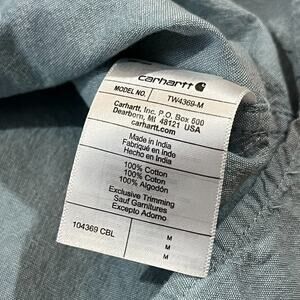 carhartt
MODEL NO. TW4369-M
Carhartt, Inc. P.O. Box 600
Dearborn, MI 48121 USA
carhartt.com
Made in India
Fabriqué en Inde
Hecho en India
100% Cotton
100% Cotton
100% Algodón
Exclusive Trimming
Sauf Garnitures
Excepto Adorno
104369 CBL
M
M
M